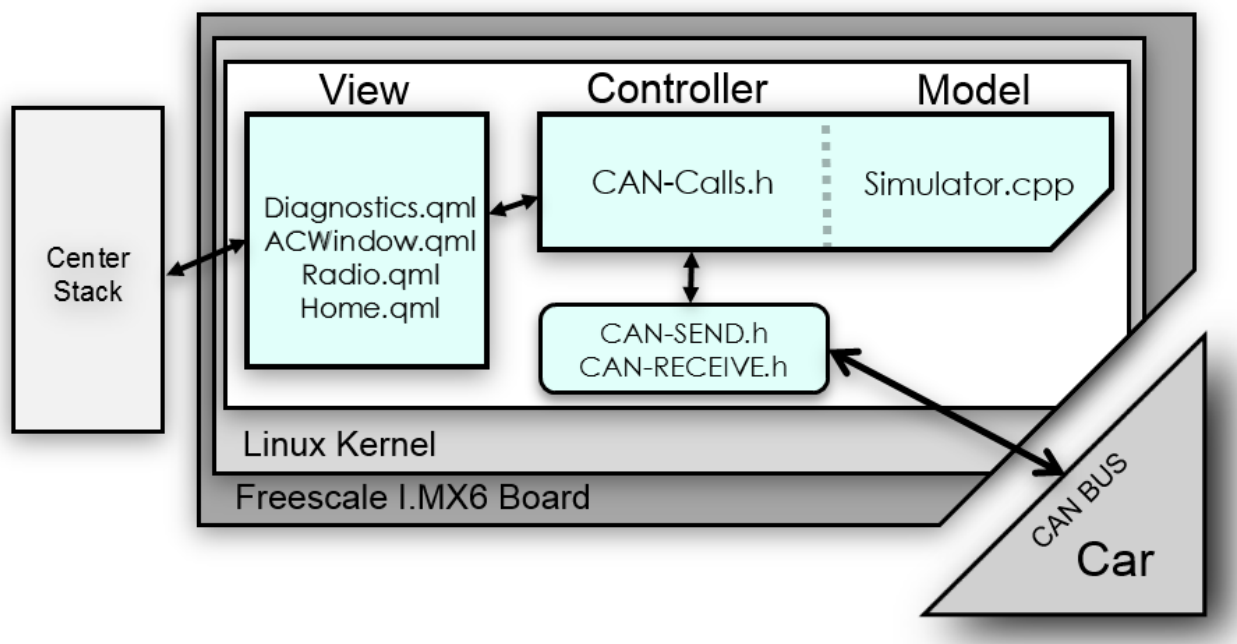 View
Controller
Model
Center
Stack
Diagnostics.qml
ACWindow.qml
Radio.qml
Home.qml
CAN-Calls.h
Simulator.cpp
CAN-SEND.h
CAN-RECEIVE.h
Linux Kernel
Freescale I.MX6 Board
CAN BUS
Car